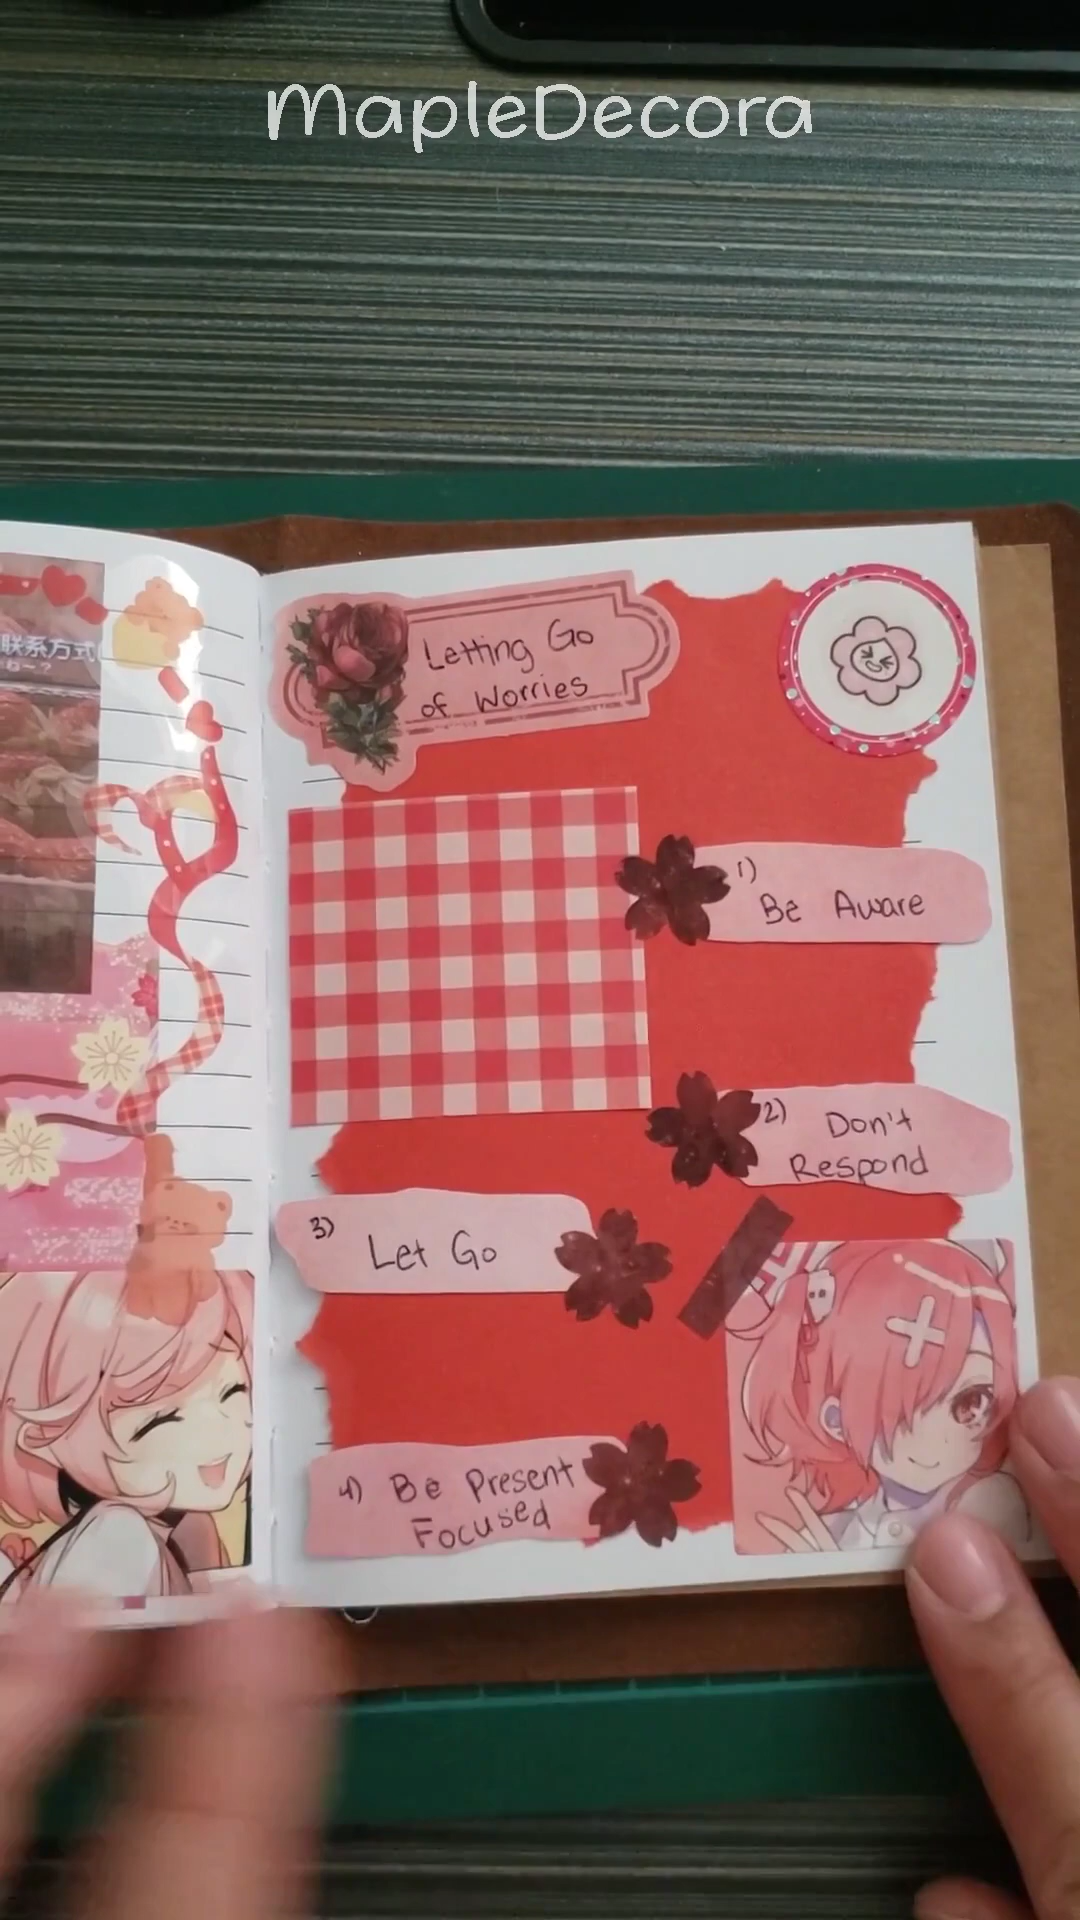 MapleDecora
联系方式
ね～?
Letting Go
of Worries
1)
Be Aware
2) Don't
Respond
3) Let Go
4) Be Present
Focused